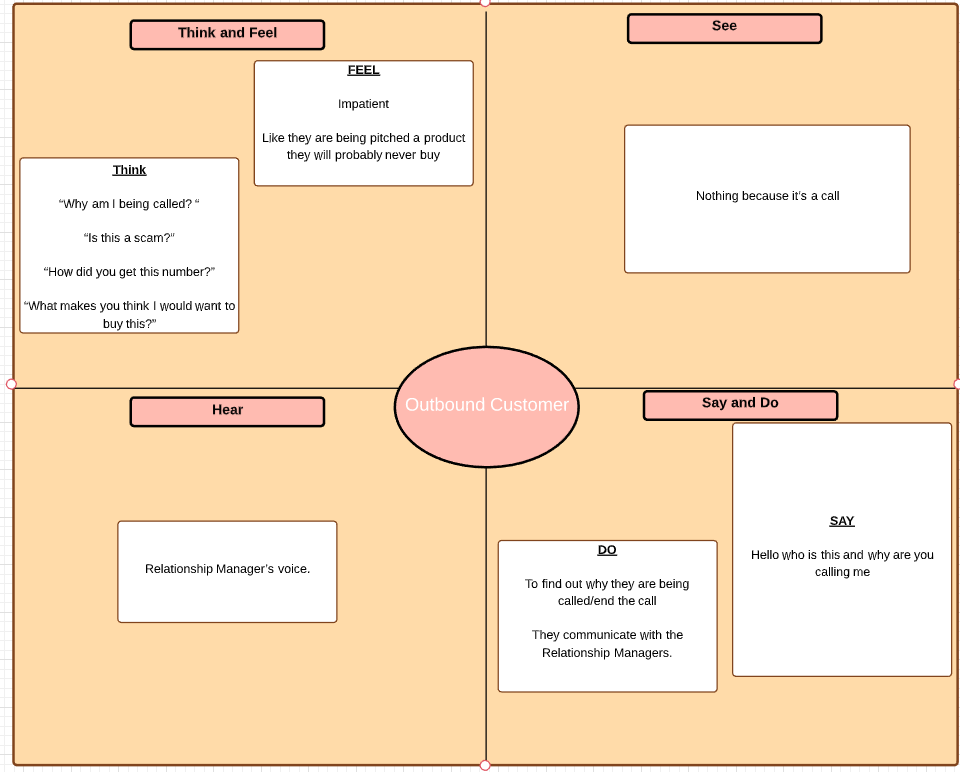 Think and Feel
FEEL
Impatient
Like they are being pitched a product
they will probably never buy
Think
“Why am I being called? “
“Is this a scam?”
“How did you get this number?”
“What makes you think I would want to
buy this?”
See
Nothing because it’s a call
Outbound Customer
Hear
Relationship Manager’s voice.
Say and Do
SAY
Hello who is this and why are you
calling me
DO
To find out why they are being
called/end the call
They communicate with the
Relationship Managers.